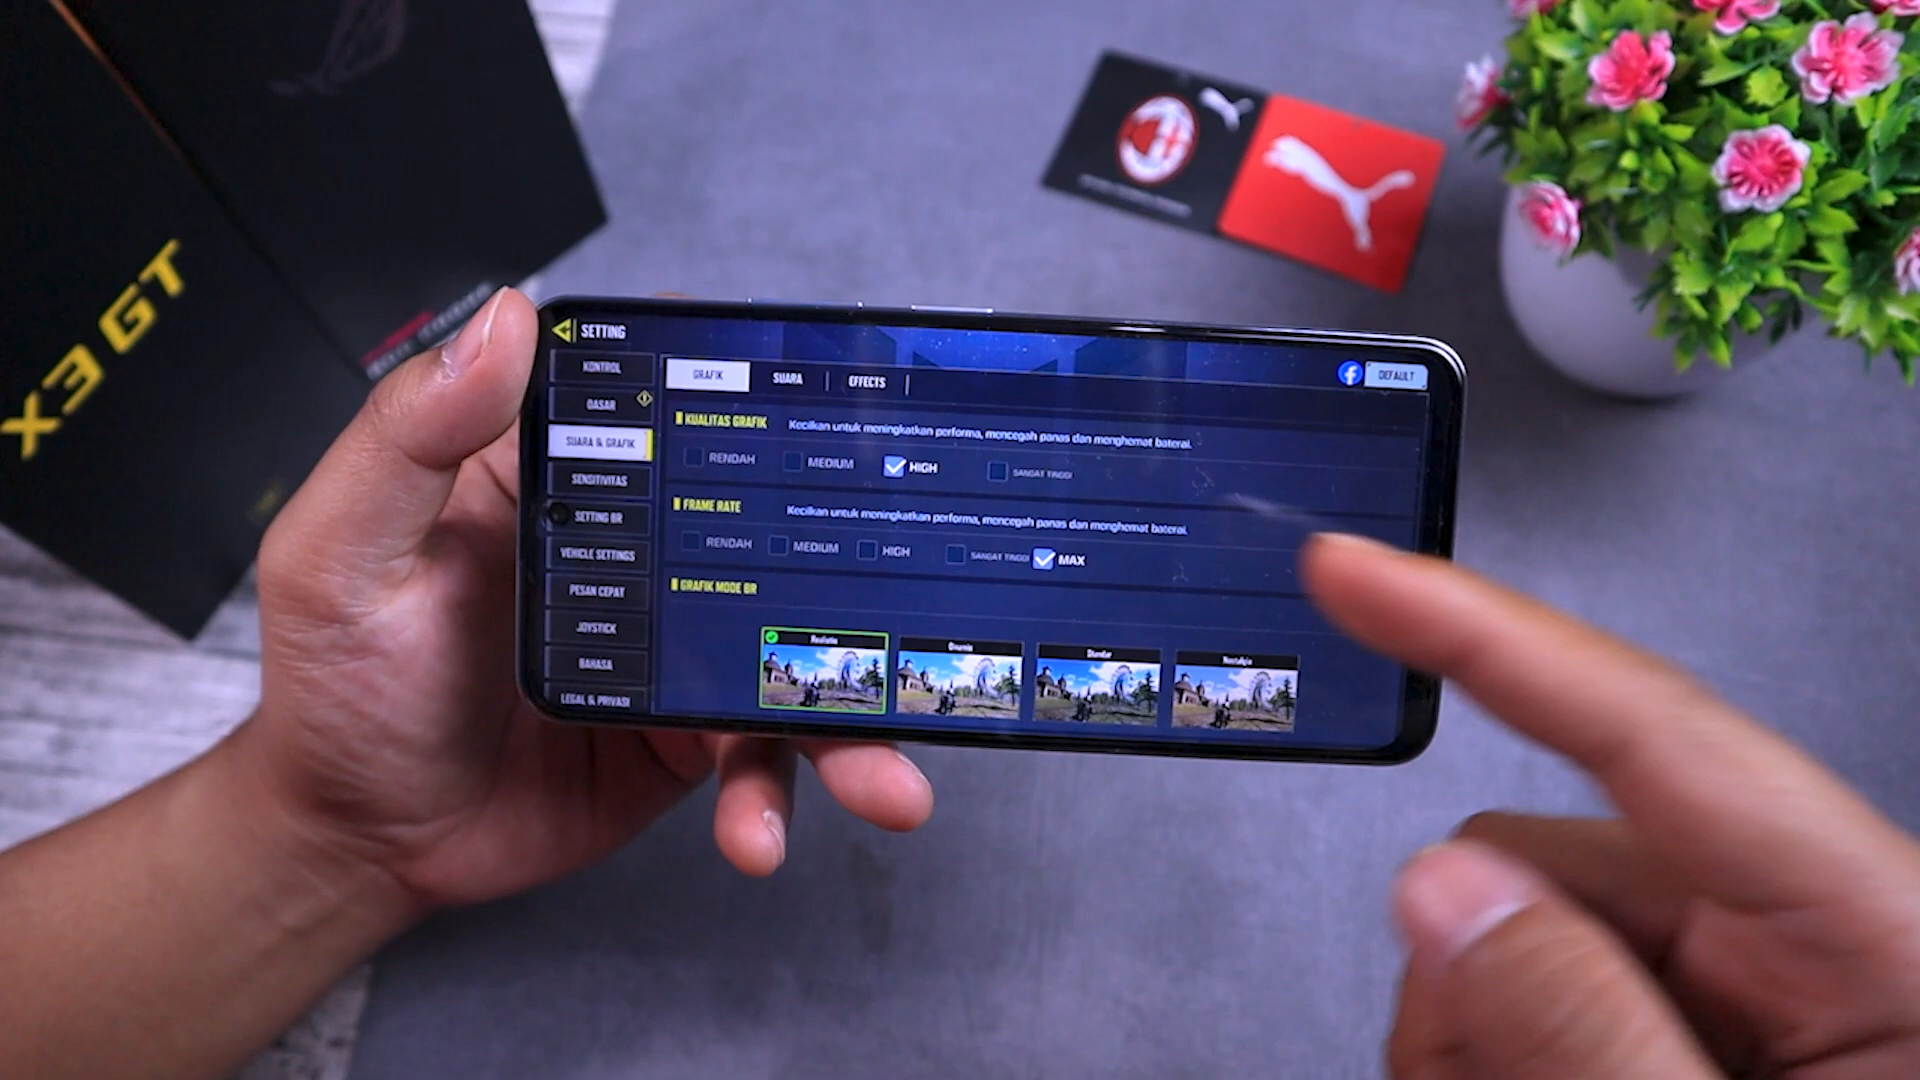 X3 GT
SETTING
KONTROL
DASAR
SUARA & GRAFIK
SENSITIVITAS
SETTING BR
VEHICLE SETTINGS
PESAN CEPAT
JOYSTICK
BAHASA
LEGAL & PRIVASI
GRAFIK
SUARA
EFFECTS
DEFAULT
KUALITAS GRAFIK Kecilkan untuk meningkatkan performa, mencegah panas dan menghemat baterai.
RENDAH MEDIUM HIGH SANGAT TINGGI
FRAME RATE Kecilkan untuk meningkatkan performa, mencegah panas dan menghemat baterai.
RENDAH MEDIUM HIGH SANGAT TINGGI MAX
GRAFIK MODE BR
Realistis Dinamis Standar Nostalgia